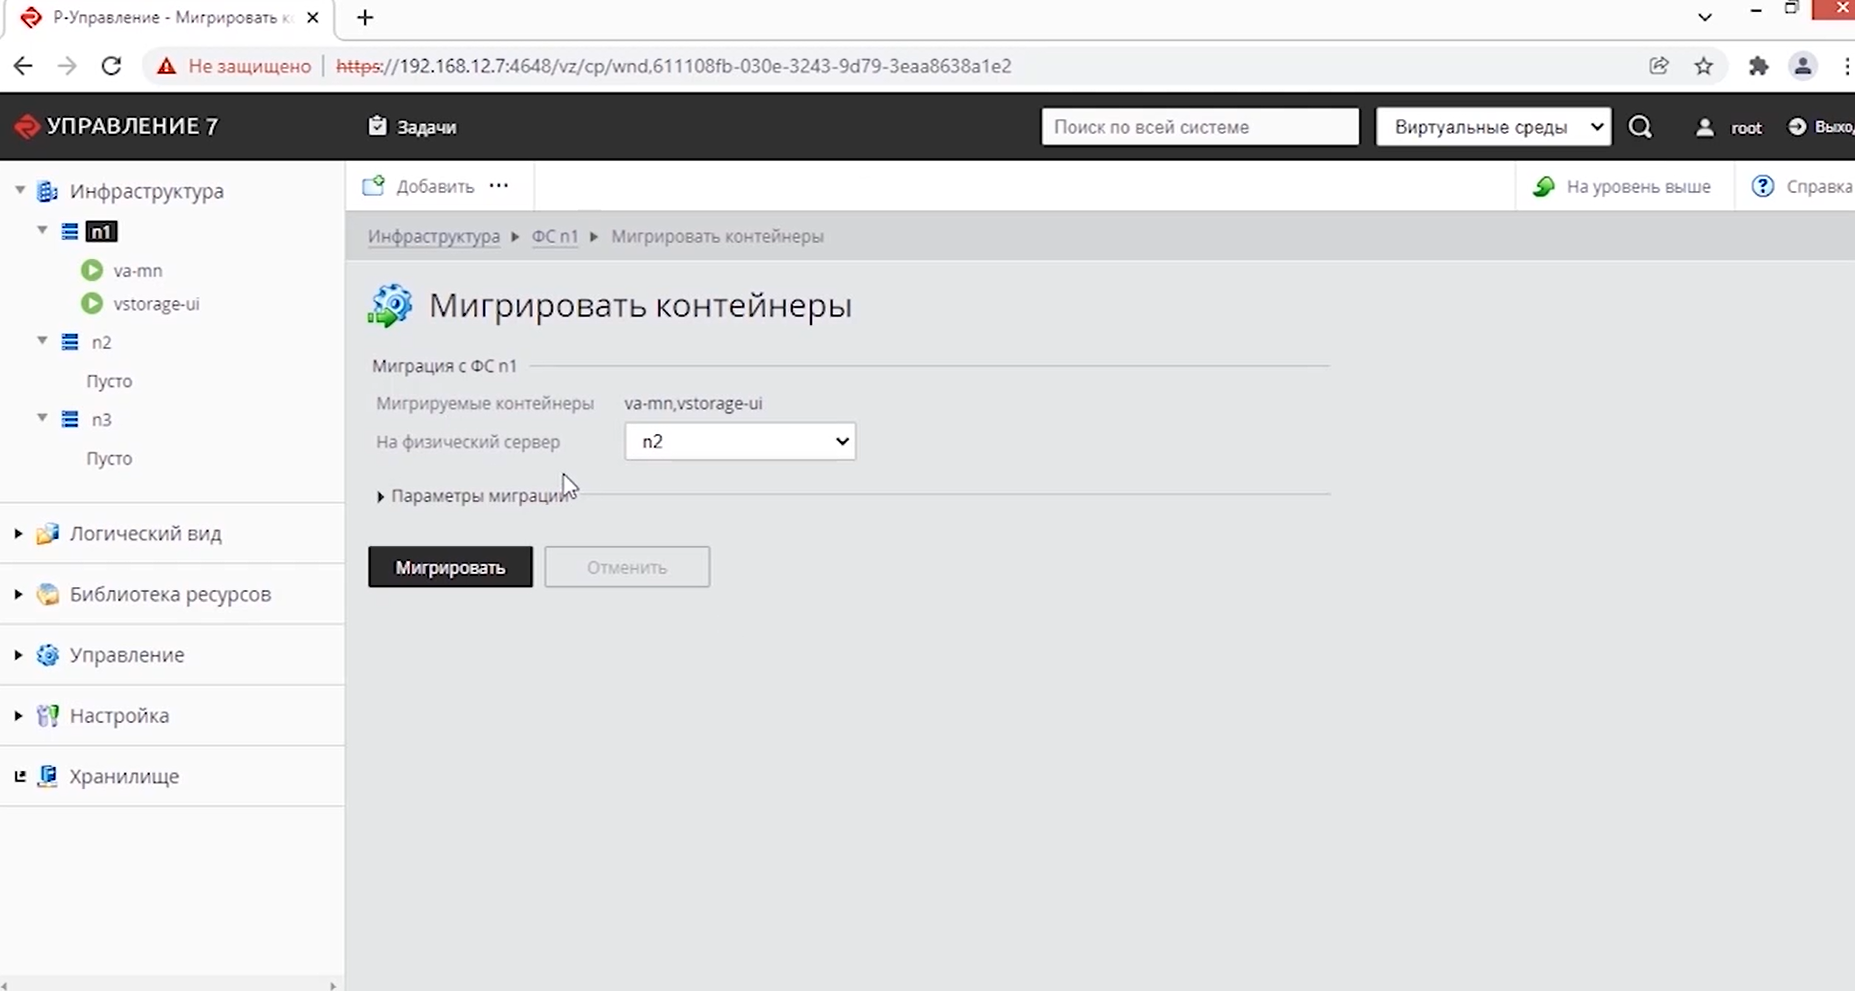 Р-Управление - Мигрировать к
Не защищено
https://192.168.12.7:4648/vz/cp/wnd,611108fb-030e-3243-9d79-3eaa8638a1e2
УПРАВЛЕНИЕ 7
Задачи
Поиск по всей системе
Виртуальные среды
root
Выхо
Инфраструктура
n1
va-mn
vstorage-ui
n2
Пусто
n3
Пусто
Логический вид
Библиотека ресурсов
Управление
Настройка
Хранилище
Добавить ...
На уровень выше
Справка
Инфраструктура
ФС n1
Мигрировать контейнеры
Мигрировать контейнеры
Миграция с ФС n1
Мигрируемые контейнеры va-mn,vstorage-ui
На физический сервер n2
Параметры миграции
Мигрировать
Отменить